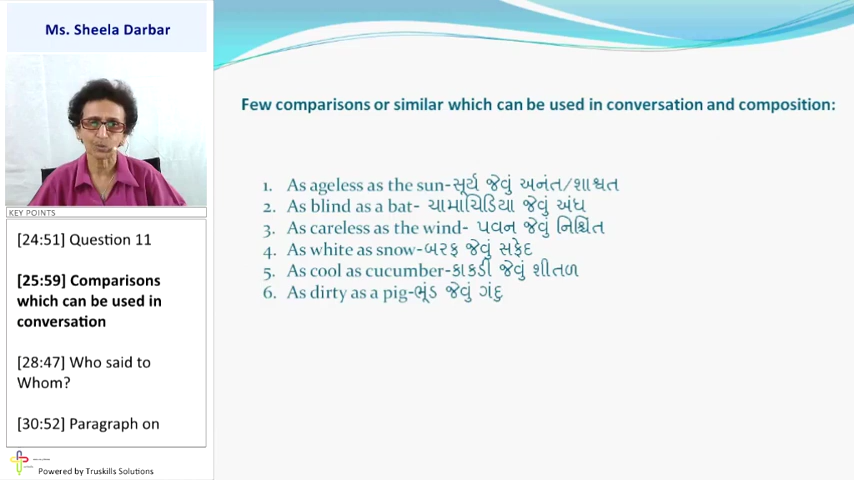 Ms. Sheela Darbar
KEY POINTS
[24:51] Question 11
[25:59] Comparisons
which can be used in
conversation
[28:47] Who said to
Whom?
[30:52] Paragraph on
Powered by Truskills Solutions
Few comparisons or similar which can be used in conversation and composition:
1. As ageless as the sun-સૂર્ય જેવું અનંત/શાશ્વત
2. As blind as a bat- ચામાચિડિયા જેવું અંધ
3. As careless as the wind- પવન જેવું નિશ્ચિંત
4. As white as snow-બરફ જેવું સફેદ
5. As cool as cucumber-કાકડી જેવું શીતળ
6. As dirty as a pig-ભૂંડ જેવું ગંદુ